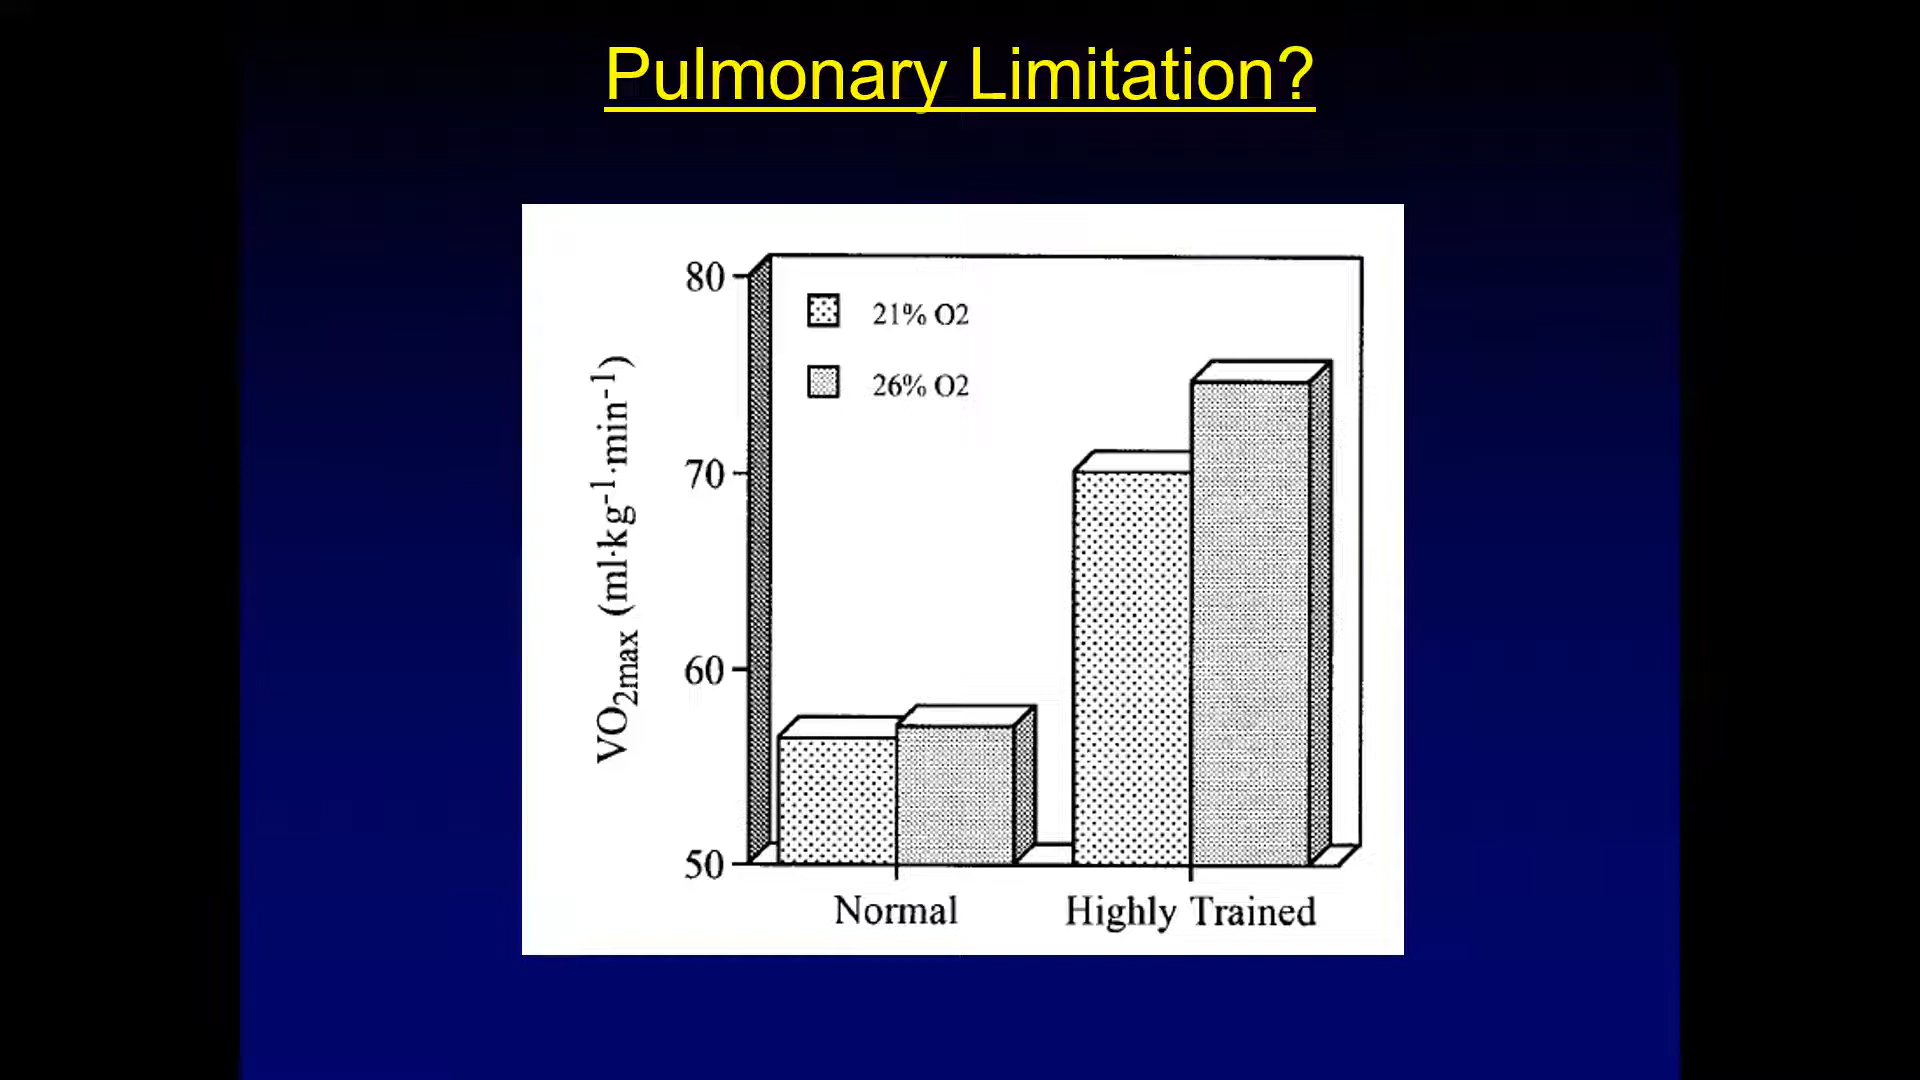 Pulmonary Limitation?
80
21% O2
26% O2
70
60
50
VO2max (ml·kg-1·min-1)
Normal
Highly Trained